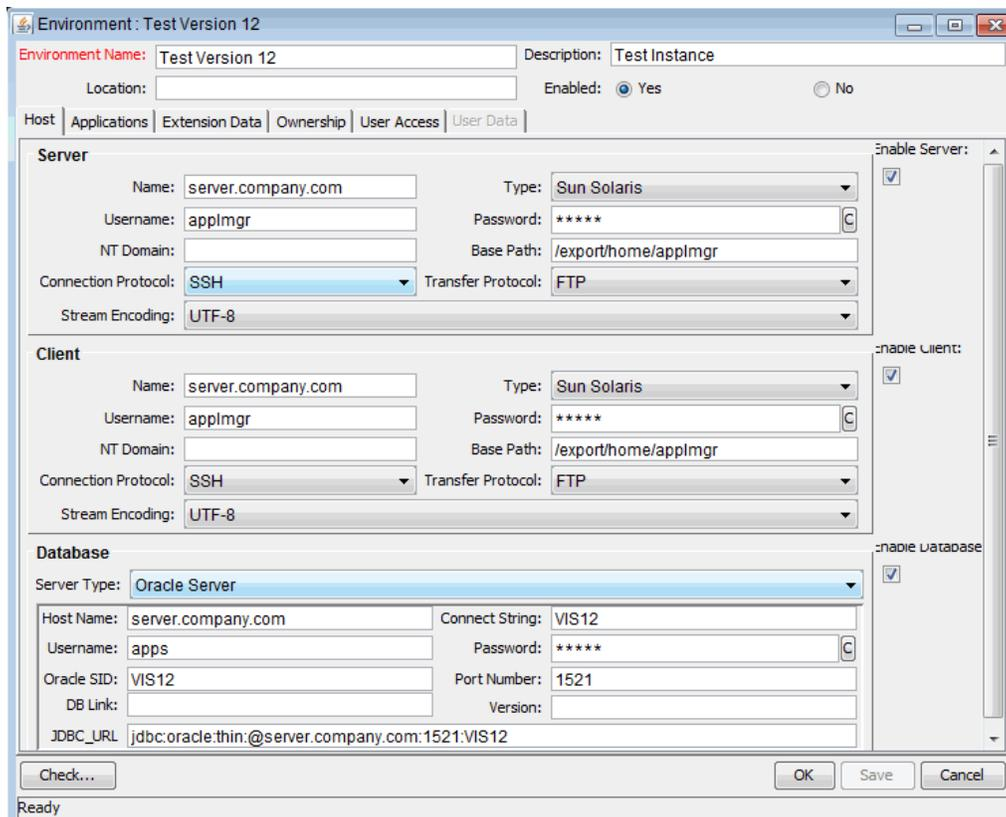 Environment : Test Version 12
Environment Name: Test Version 12 Description: Test Instance
Location: Enabled: Yes No
Host Applications Extension Data Ownership User Access User Data
Server Enable Server:
Name: server.company.com Type: Sun Solaris
Username: applmgr Password: ***** C
NT Domain: Base Path: /export/home/applmgr
Connection Protocol: SSH Transfer Protocol: FTP
Stream Encoding: UTF-8
Client Enable Client:
Name: server.company.com Type: Sun Solaris
Username: applmgr Password: ***** C
NT Domain: Base Path: /export/home/applmgr
Connection Protocol: SSH Transfer Protocol: FTP
Stream Encoding: UTF-8
Database Enable Database
Server Type: Oracle Server
Host Name: server.company.com Connect String: VIS12
Username: apps Password: ***** C
Oracle SID: VIS12 Port Number: 1521
DB Link: Version:
JDBC_URL jdbc:oracle:thin:@server.company.com:1521:VIS12
Check... OK Save Cancel
Ready